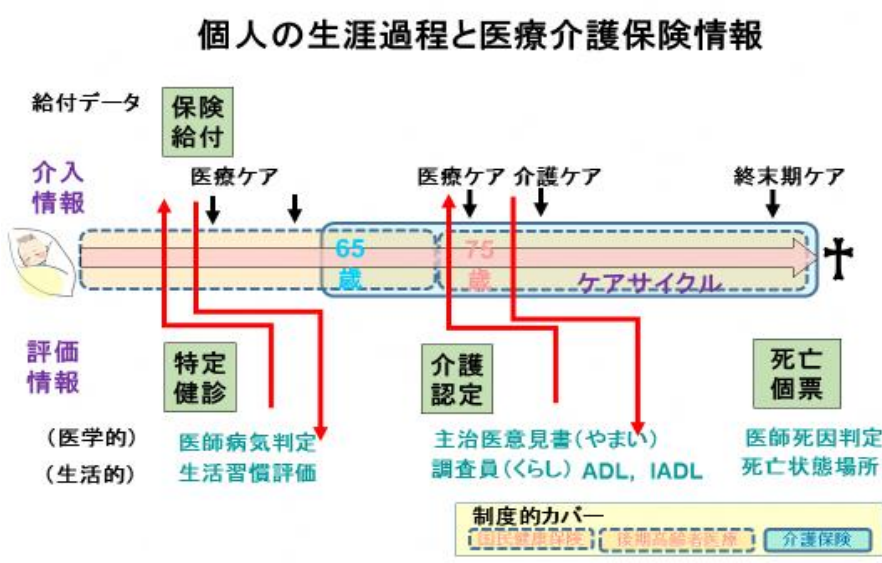 個人の生涯過程と医療介護保険情報
給付データ
保険
給付
介入
情報
医療ケア
医療ケア 介護ケア
終末期ケア
65
歳
75
歳
ケアサイクル
評価
情報
特定
健診
介護
認定
死亡
個票
(医学的)
(生活的)
医師病気判定
生活習慣評価
主治医意見書(やまい)
調査員(くらし) ADL, IADL
医師死因判定
死亡状態場所
制度的カバー
国民健康保険
後期高齢者医療
介護保険